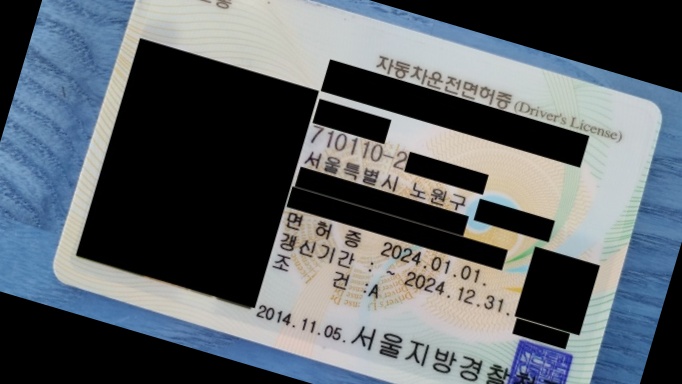 자동차운전면허증 (Driver's License)
710110-2
서울특별시 노원구
면 허 증
갱신기간 : 2024.01.01.
- 2024.12.31.
조 건 :A
2014.11.05. 서울지방경찰